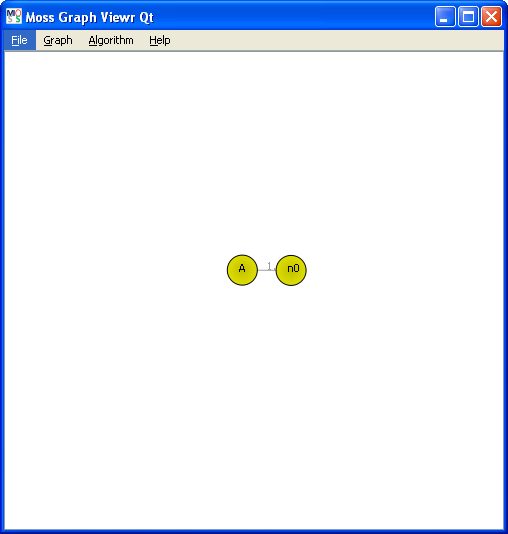 Moss Graph Viewr Qt
File Graph Algorithm Help
A 1 n0